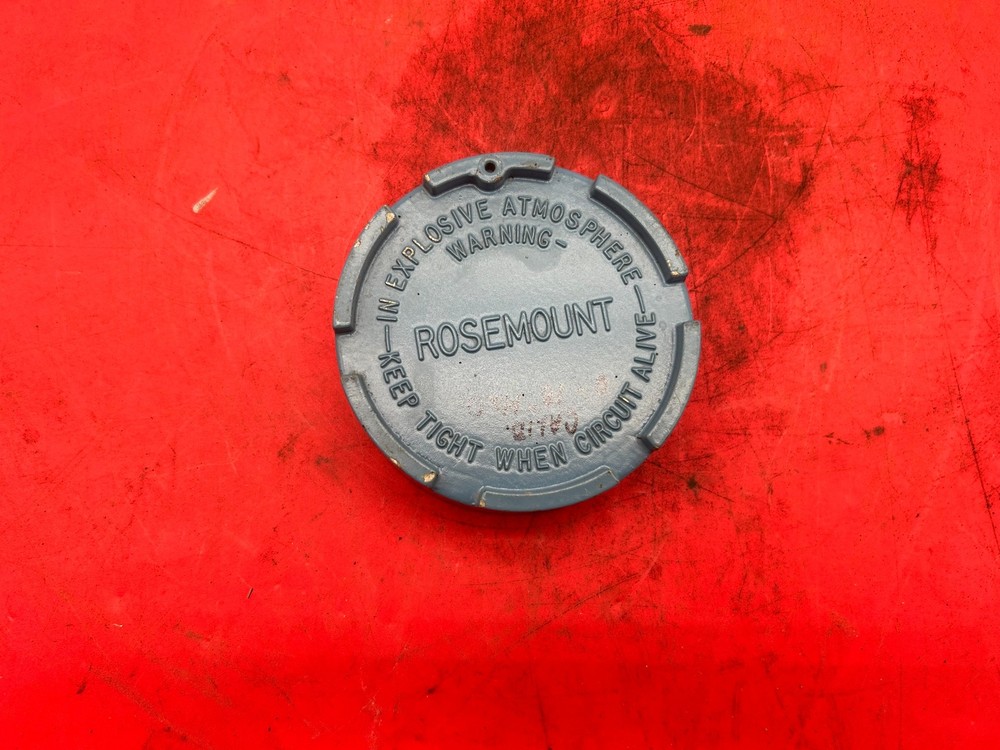 WARNING-
—IN EXPLOSIVE ATMOSPHERE—
—KEEP TIGHT WHEN CIRCUIT ALIVE—
ROSEMOUNT